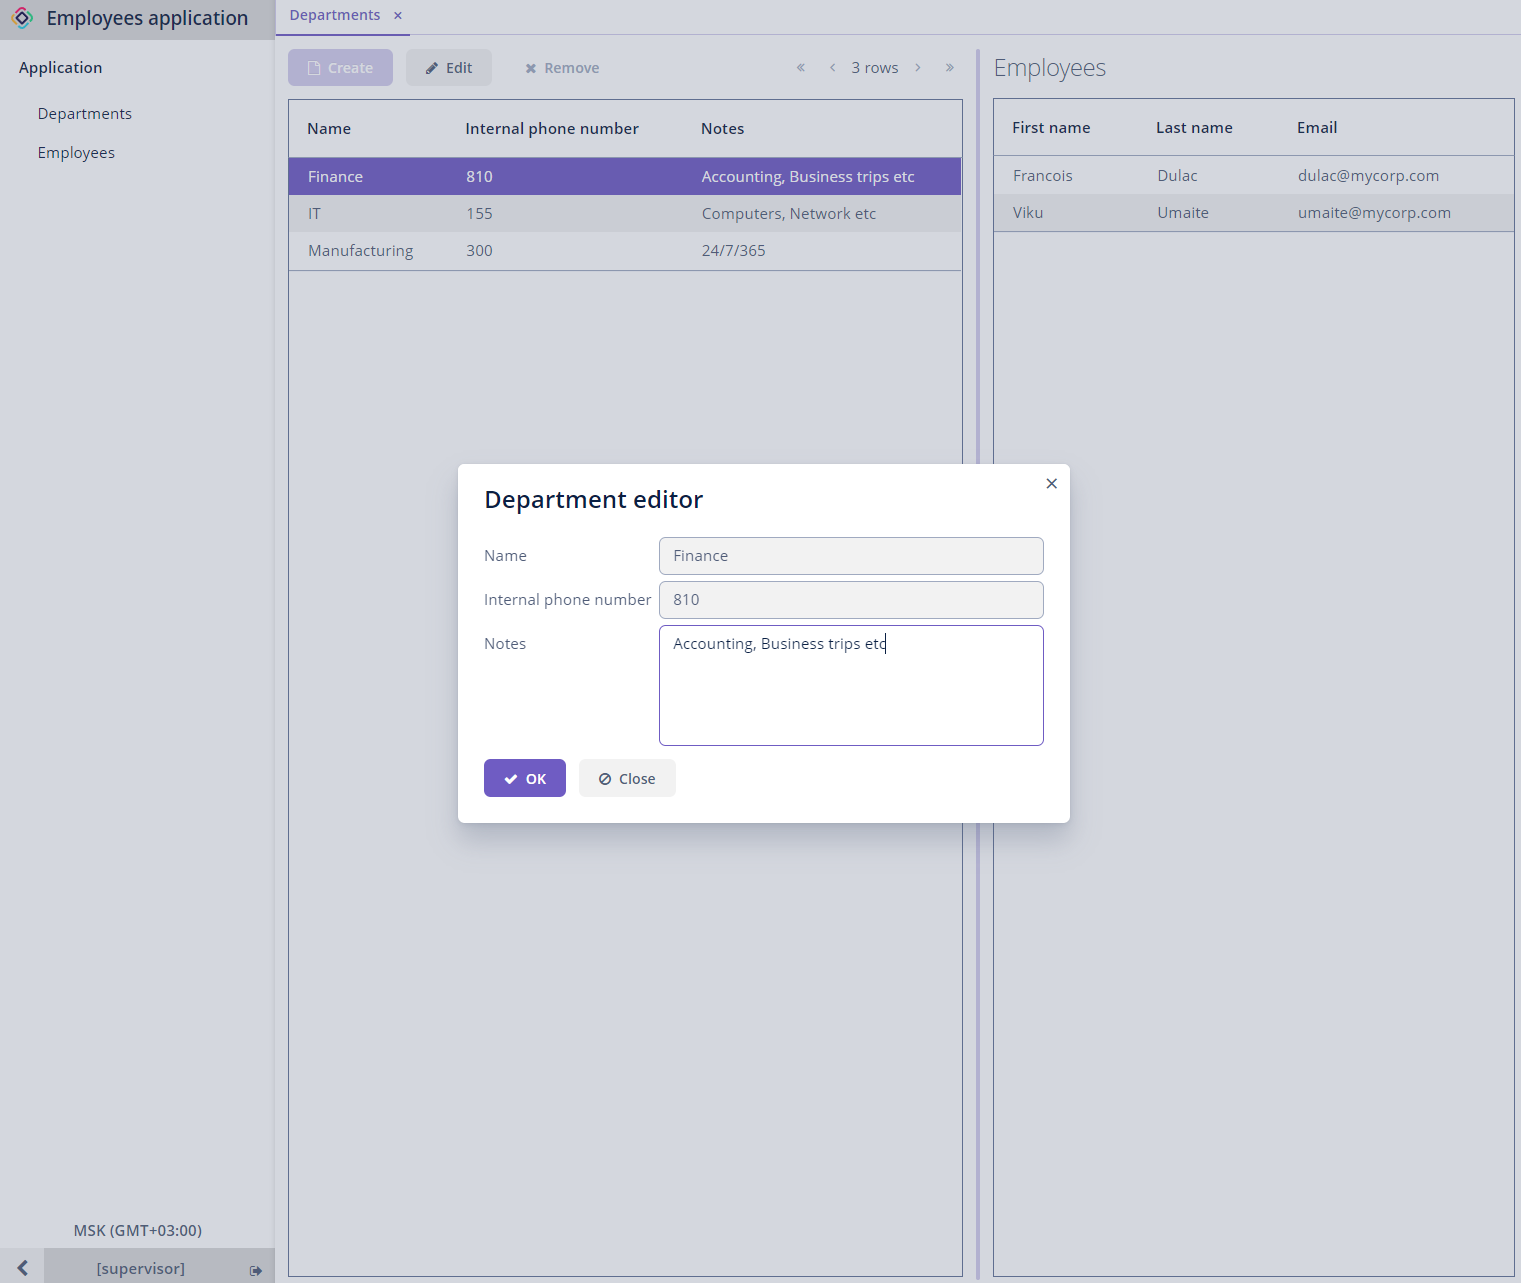 Employees application
Application
Departments
Employees
MSK (GMT+03:00)
[supervisor]
Departments
Create Edit Remove 3 rows
Name Internal phone number Notes
Finance 810 Accounting, Business trips etc
IT 155 Computers, Network etc
Manufacturing 300 24/7/365
Employees
First name Last name Email
Francois Dulac dulac@mycorp.com
Viku Umaite umaite@mycorp.com
Department editor
Name Finance
Internal phone number 810
Notes Accounting, Business trips etc
OK Close